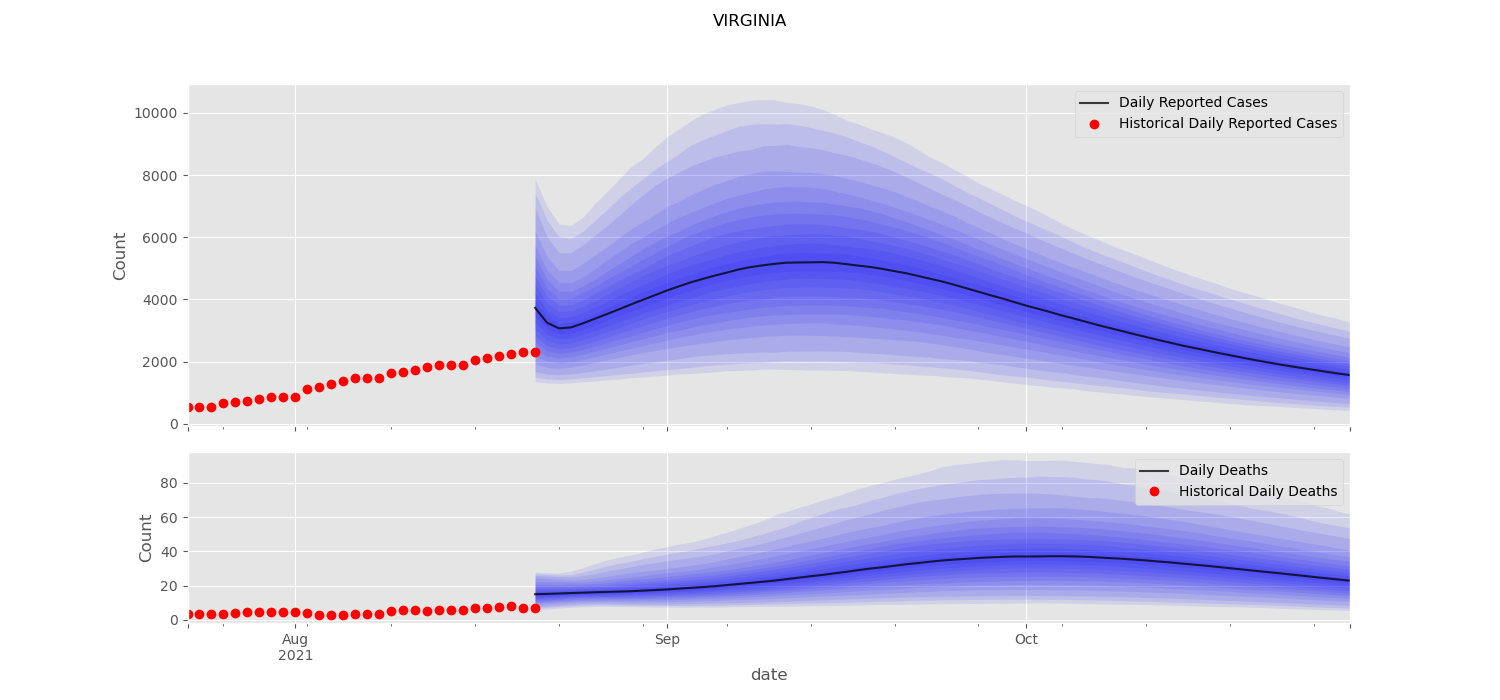 VIRGINIA
Count
10000
8000
6000
4000
2000
0
Daily Reported Cases
Historical Daily Reported Cases
Count
80
60
40
20
0
Daily Deaths
Historical Daily Deaths
Aug
2021
Sep
Oct
date